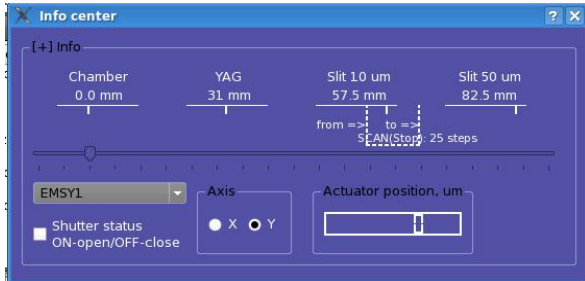 Info center
[+] Info
Chamber YAG Slit 10 um Slit 50 um
0.0 mm 31 mm 57.5 mm 82.5 mm
from => to =>
SCAN(Stop): 25 steps
EMSY1 Axis Actuator position, um
X Y
Shutter status
ON-open/OFF-close